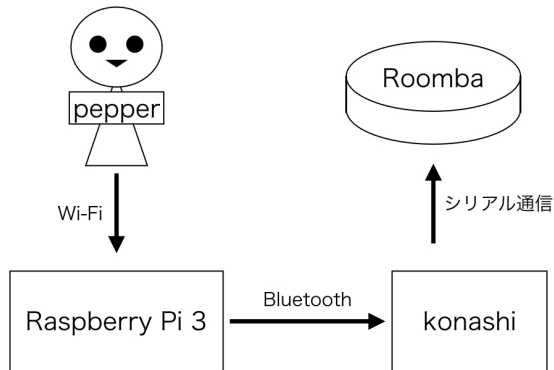 pepper
Roomba
Wi-Fi
シリアル通信
Bluetooth
Raspberry Pi 3
konashi